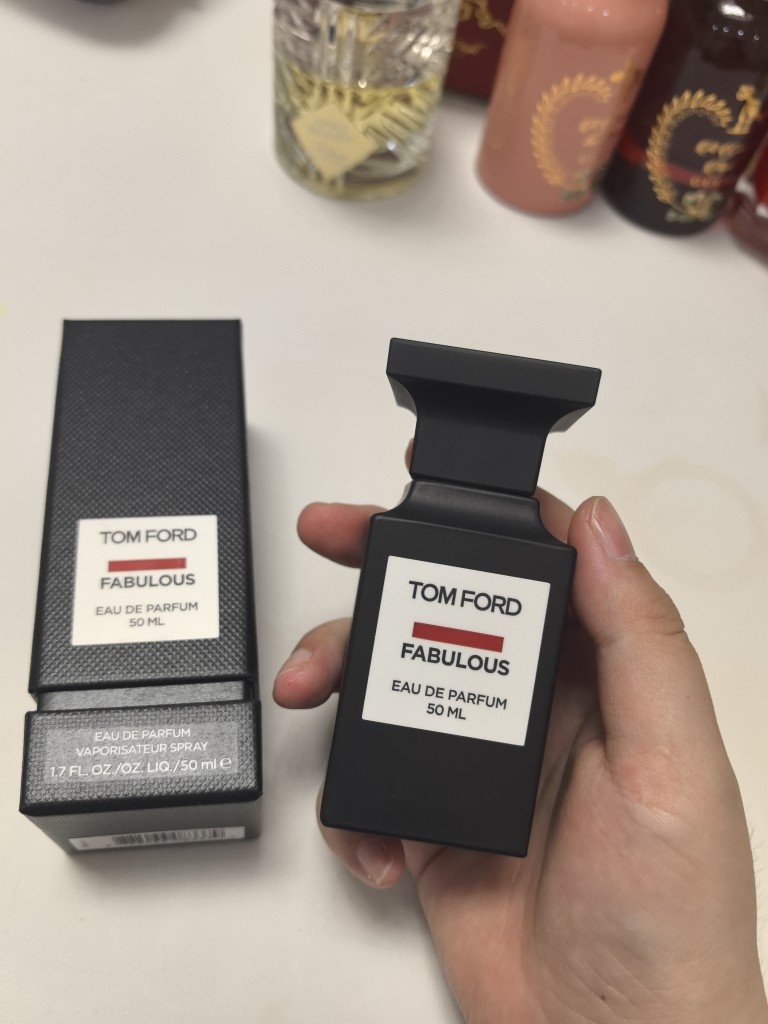 TOM FORD
FABULOUS
EAU DE PARFUM
50 ML
EAU DE PARFUM
VAPORISATEUR SPRAY
1.7 FL. OZ./OZ. LIQ./50 ml ℮
TOM FORD
FABULOUS
EAU DE PARFUM
50 ML